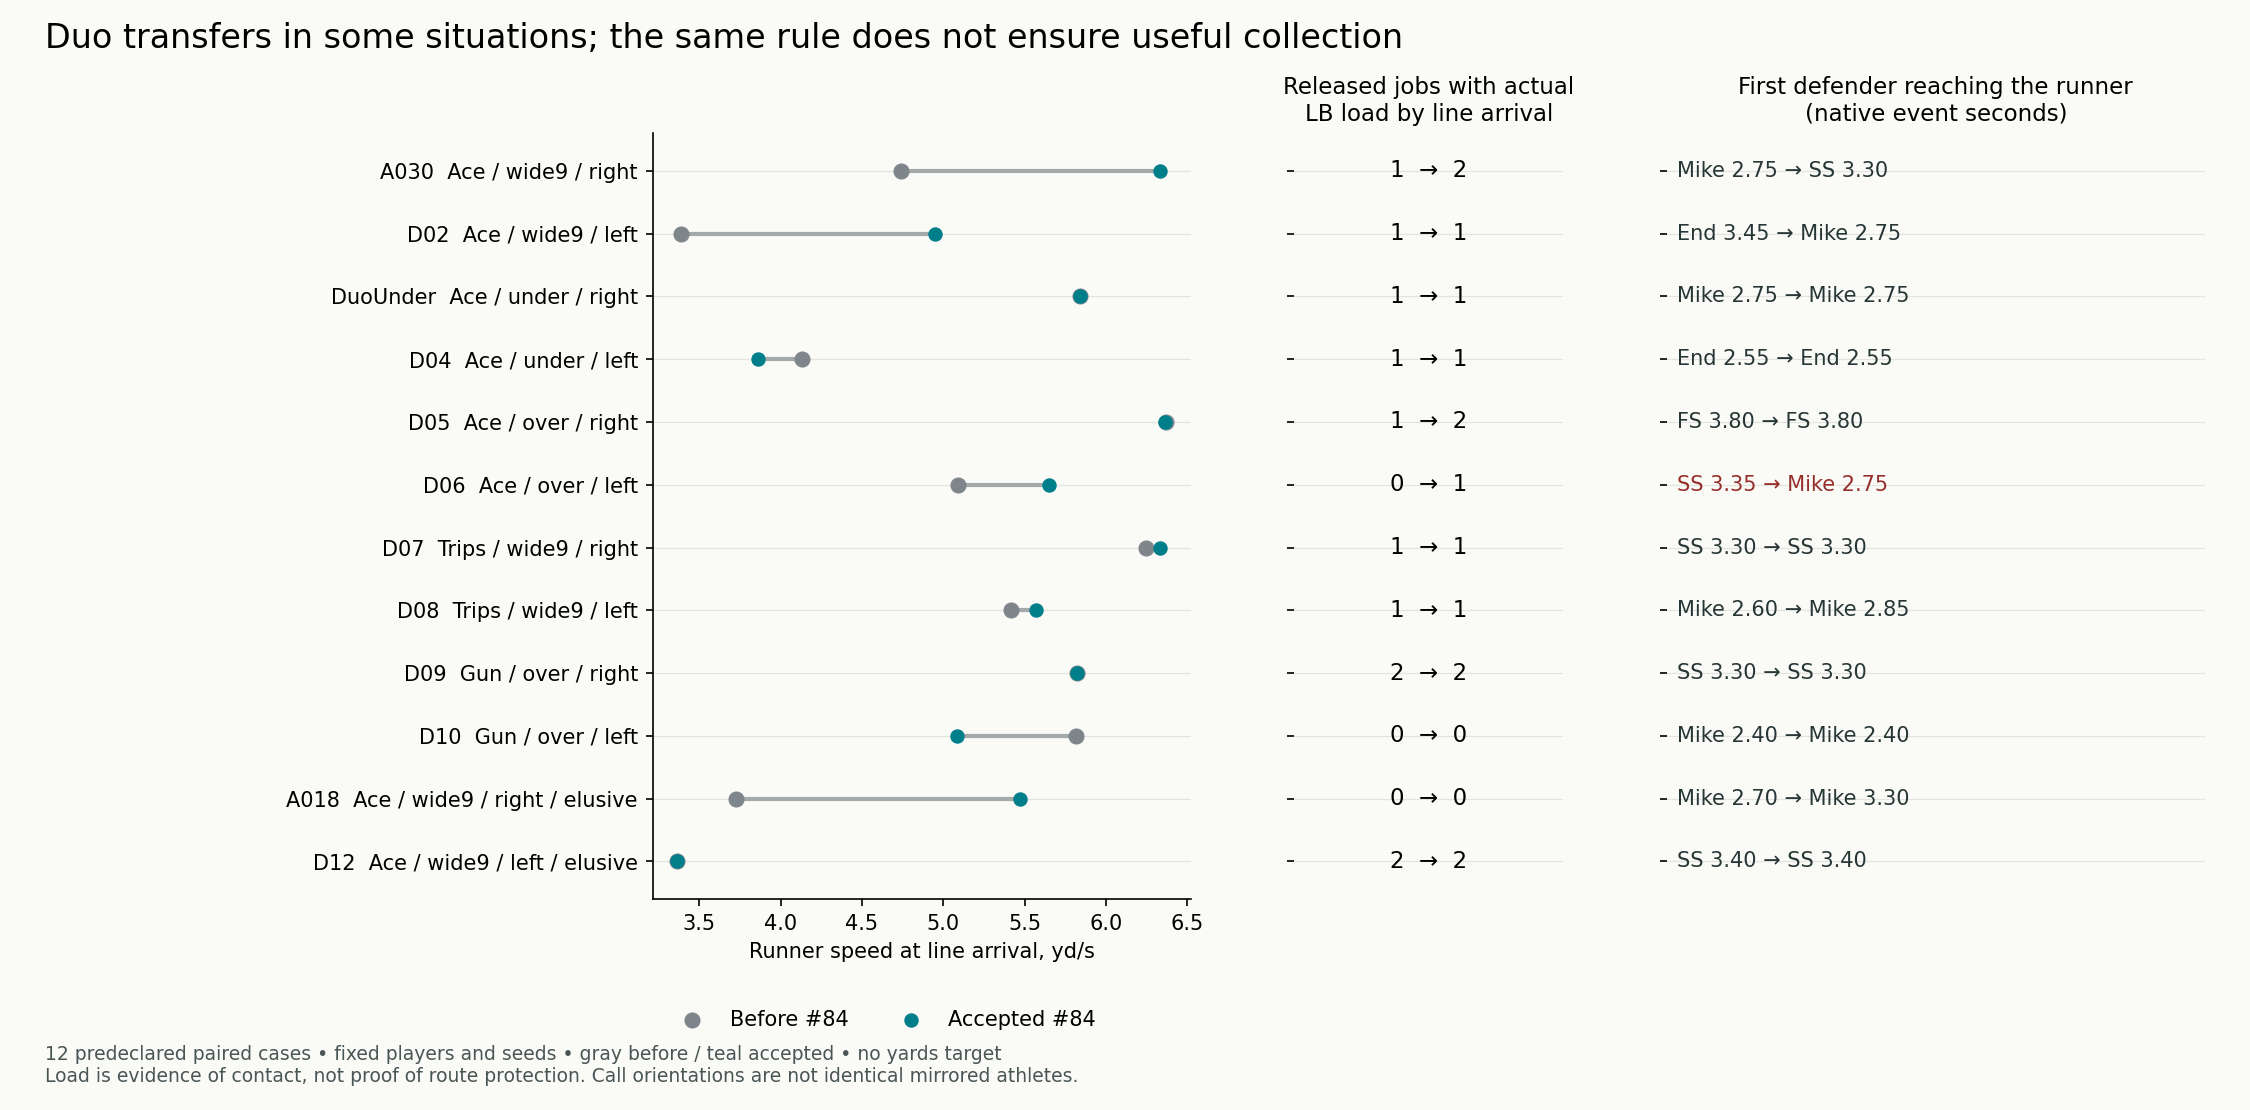 Duo transfers in some situations; the same rule does not ensure useful collection
Released jobs with actual
LB load by line arrival
First defender reaching the runner
(native event seconds)
A030 Ace / wide9 / right 1 → 2 Mike 2.75 → SS 3.30
D02 Ace / wide9 / left 1 → 1 End 3.45 → Mike 2.75
DuoUnder Ace / under / right 1 → 1 Mike 2.75 → Mike 2.75
D04 Ace / under / left 1 → 1 End 2.55 → End 2.55
D05 Ace / over / right 1 → 2 FS 3.80 → FS 3.80
D06 Ace / over / left 0 → 1 SS 3.35 → Mike 2.75
D07 Trips / wide9 / right 1 → 1 SS 3.30 → SS 3.30
D08 Trips / wide9 / left 1 → 1 Mike 2.60 → Mike 2.85
D09 Gun / over / right 2 → 2 SS 3.30 → SS 3.30
D10 Gun / over / left 0 → 0 Mike 2.40 → Mike 2.40
A018 Ace / wide9 / right / elusive 0 → 0 Mike 2.70 → Mike 3.30
D12 Ace / wide9 / left / elusive 2 → 2 SS 3.40 → SS 3.40
3.5 4.0 4.5 5.0 5.5 6.0 6.5
Runner speed at line arrival, yd/s
Before #84 Accepted #84
12 predeclared paired cases • fixed players and seeds • gray before / teal accepted • no yards target
Load is evidence of contact, not proof of route protection. Call orientations are not identical mirrored athletes.